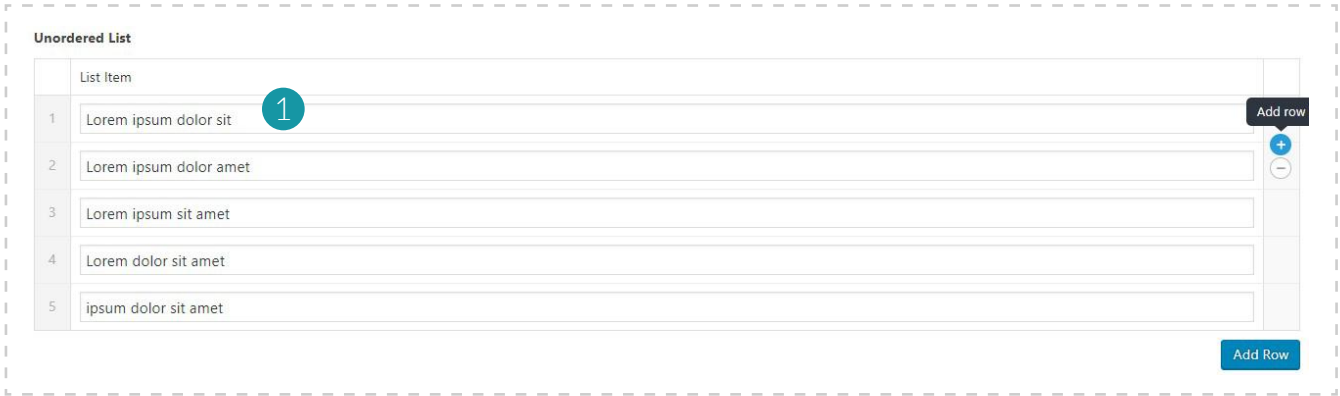 Unordered List
List Item
1 Lorem ipsum dolor sit 1
Add row
2 Lorem ipsum dolor amet
3 Lorem ipsum sit amet
4 Lorem dolor sit amet
5 ipsum dolor sit amet
Add Row